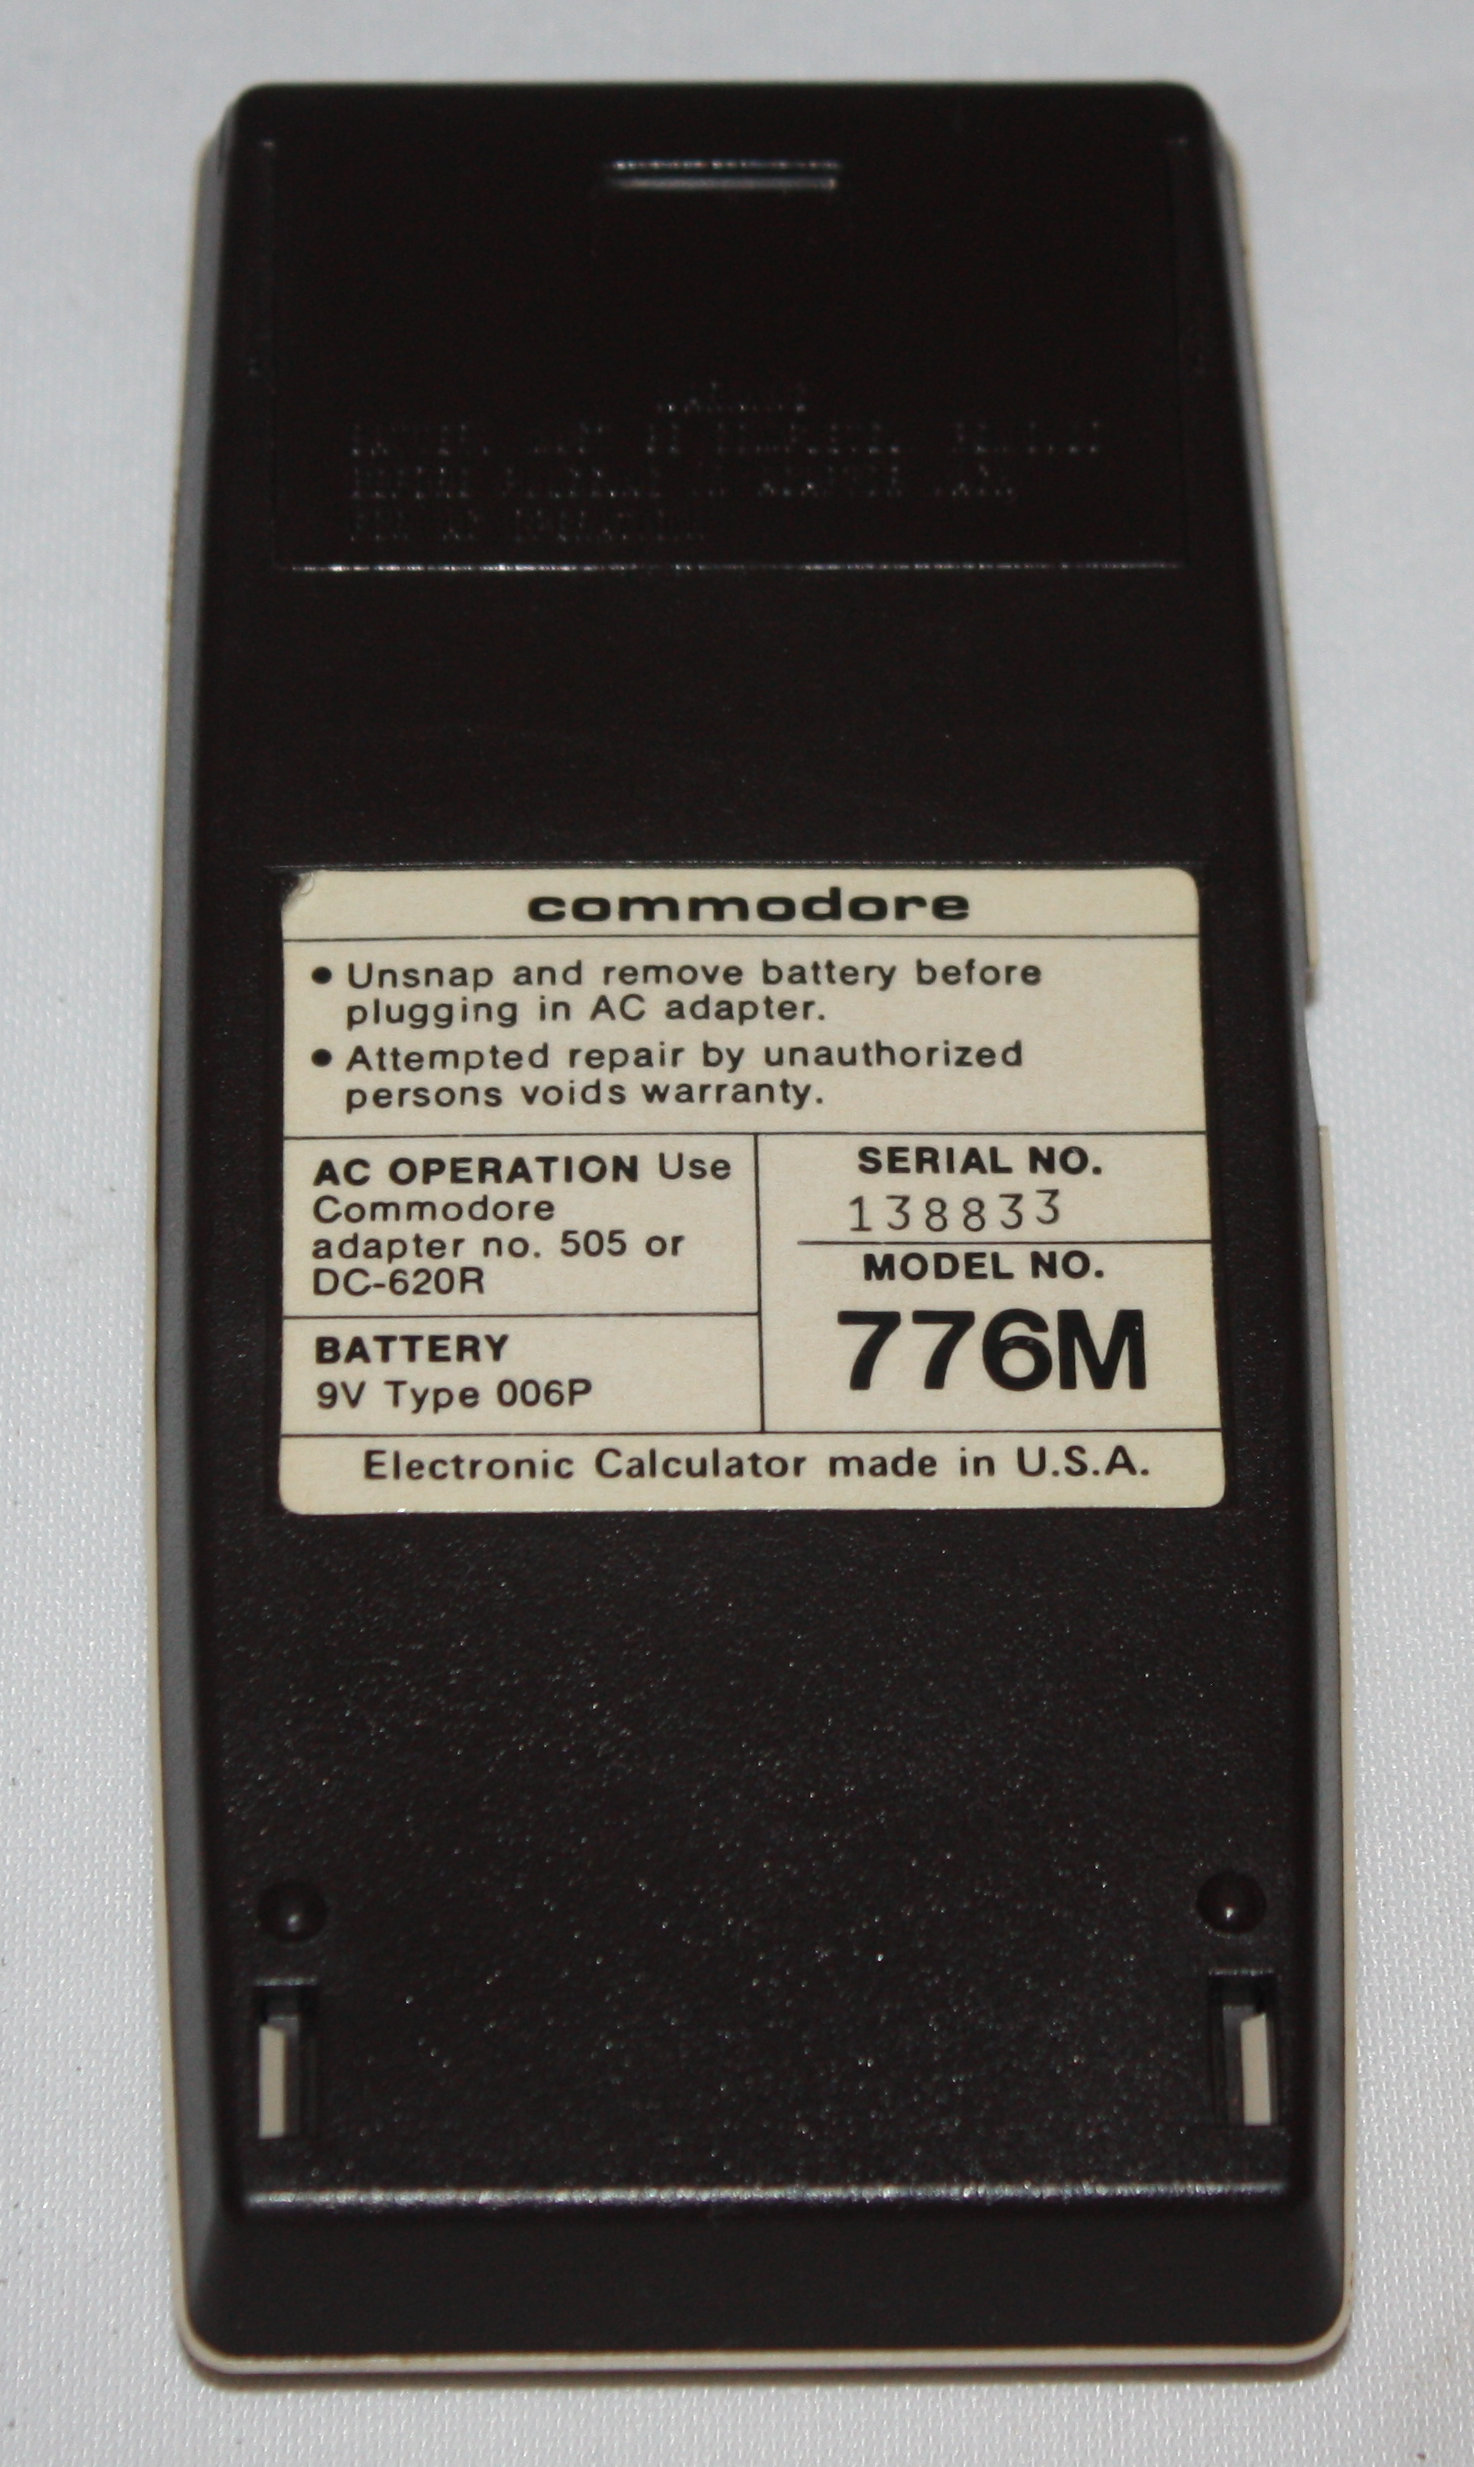 commodore
• Unsnap and remove battery before
plugging in AC adapter.
• Attempted repair by unauthorized
persons voids warranty.
AC OPERATION Use
Commodore
adapter no. 505 or
DC-620R
BATTERY
9V Type 006P
SERIAL NO.
138833
MODEL NO.
776M
Electronic Calculator made in U.S.A.